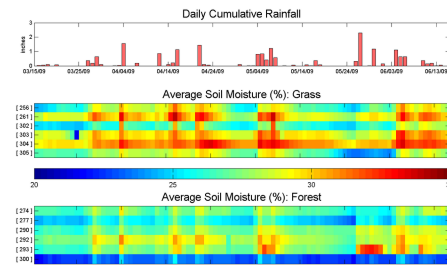 Daily Cumulative Rainfall
inches
3
2
1
0
03/15/09 03/25/09 04/04/09 04/14/09 04/24/09 05/04/09 05/14/09 05/24/09 06/03/09 06/13/09
Average Soil Moisture (%): Grass
[ 256 ]
[ 261 ]
[ 302 ]
[ 303 ]
[ 304 ]
[ 305 ]
20 25 30
Average Soil Moisture (%): Forest
[ 274 ]
[ 277 ]
[ 290 ]
[ 292 ]
[ 293 ]
[ 300 ]